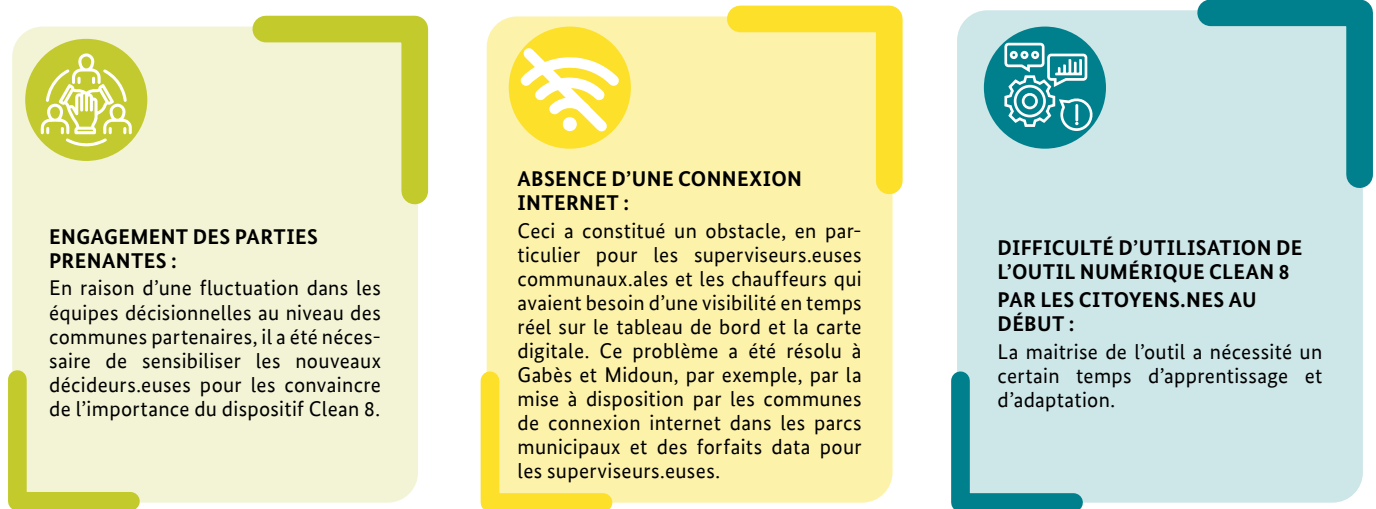 ENGAGEMENT DES PARTIES
PRENANTES :
En raison d'une fluctuation dans les
équipes décisionnelles au niveau des
communes partenaires, il a été néces-
saire de sensibiliser les nouveaux
décideurs.euses pour les convaincre
de l'importance du dispositif Clean 8.
ABSENCE D'UNE CONNEXION
INTERNET :
Ceci a constitué un obstacle, en par-
ticulier pour les superviseurs.euses
communaux.ales et les chauffeurs qui
avaient besoin d'une visibilité en temps
réel sur le tableau de bord et la carte
digitale. Ce problème a été résolu à
Gabès et Midoun, par exemple, par la
mise à disposition par les communes
de connexion internet dans les parcs
municipaux et des forfaits data pour
les superviseurs.euses.
DIFFICULTÉ D'UTILISATION DE
L'OUTIL NUMÉRIQUE CLEAN 8
PAR LES CITOYENS.NES AU
DÉBUT :
La maitrise de l'outil a nécessité un
certain temps d'apprentissage et
d'adaptation.